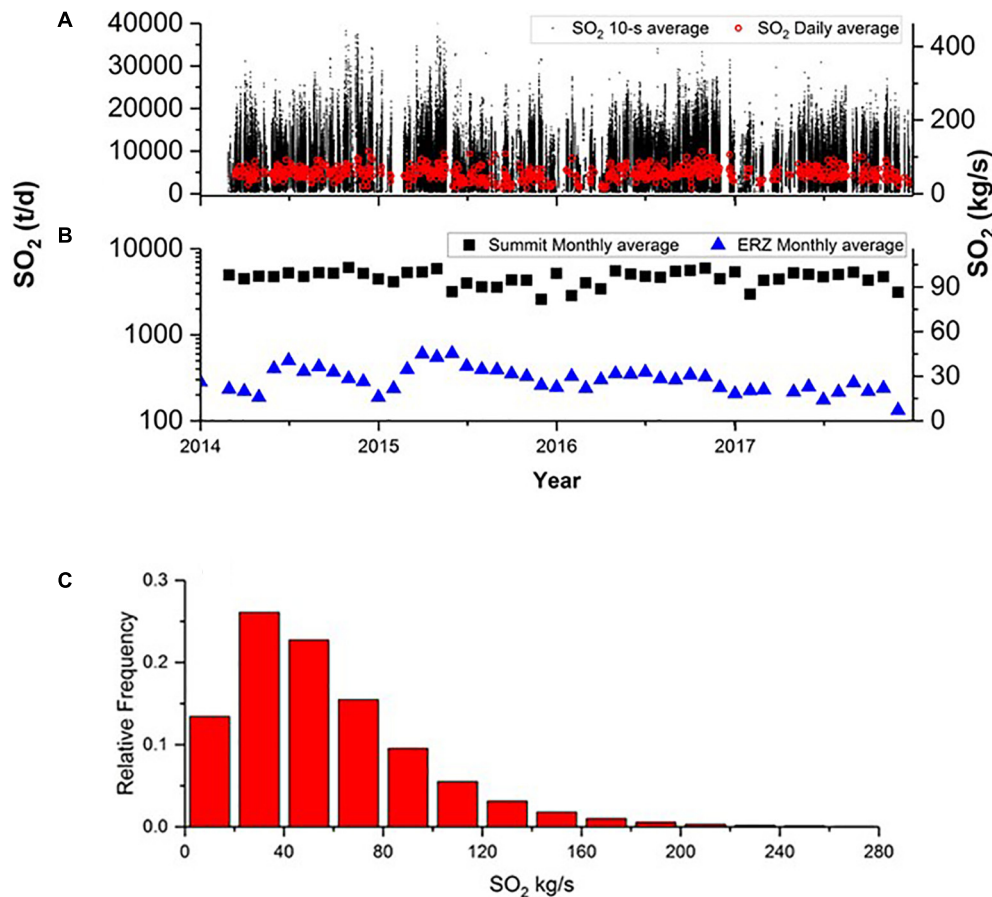 A
40000
30000
20000
10000
0
SO2 10-s average
SO2 Daily average
400
200
0
SO2 (t/d)
SO2 (kg/s)
B
10000
1000
100
Summit Monthly average
ERZ Monthly average
90
60
30
0
2014
2015
2016
2017
Year
C
Relative Frequency
0.3
0.2
0.1
0.0
0
40
80
120
160
200
240
280
SO2 kg/s